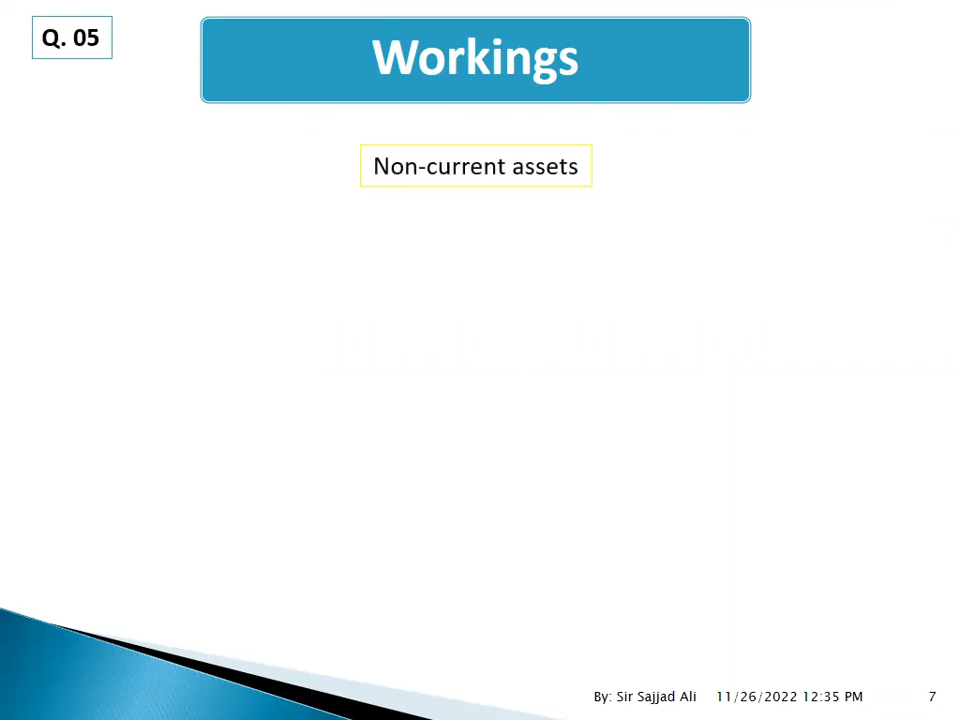 Q. 05
Workings
Non-current assets
By: Sir Sajjad Ali 11/26/2022 12:35 PM 7